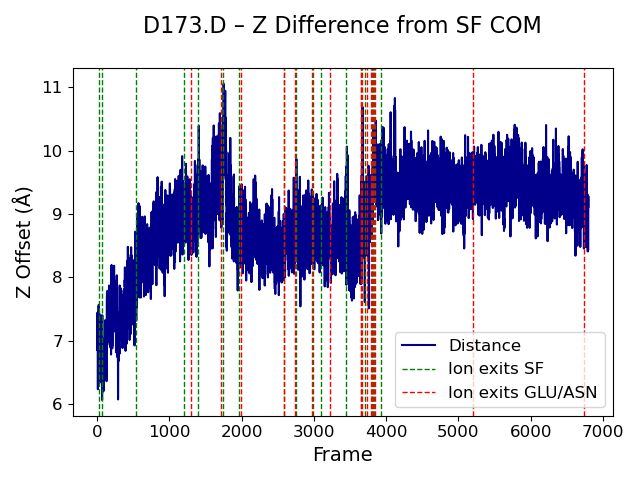 D173.D – Z Difference from SF COM
Z Offset (Å)
11
10
9
8
7
6
Distance
Ion exits SF
Ion exits GLU/ASN
0 1000 2000 3000 4000 5000 6000 7000
Frame